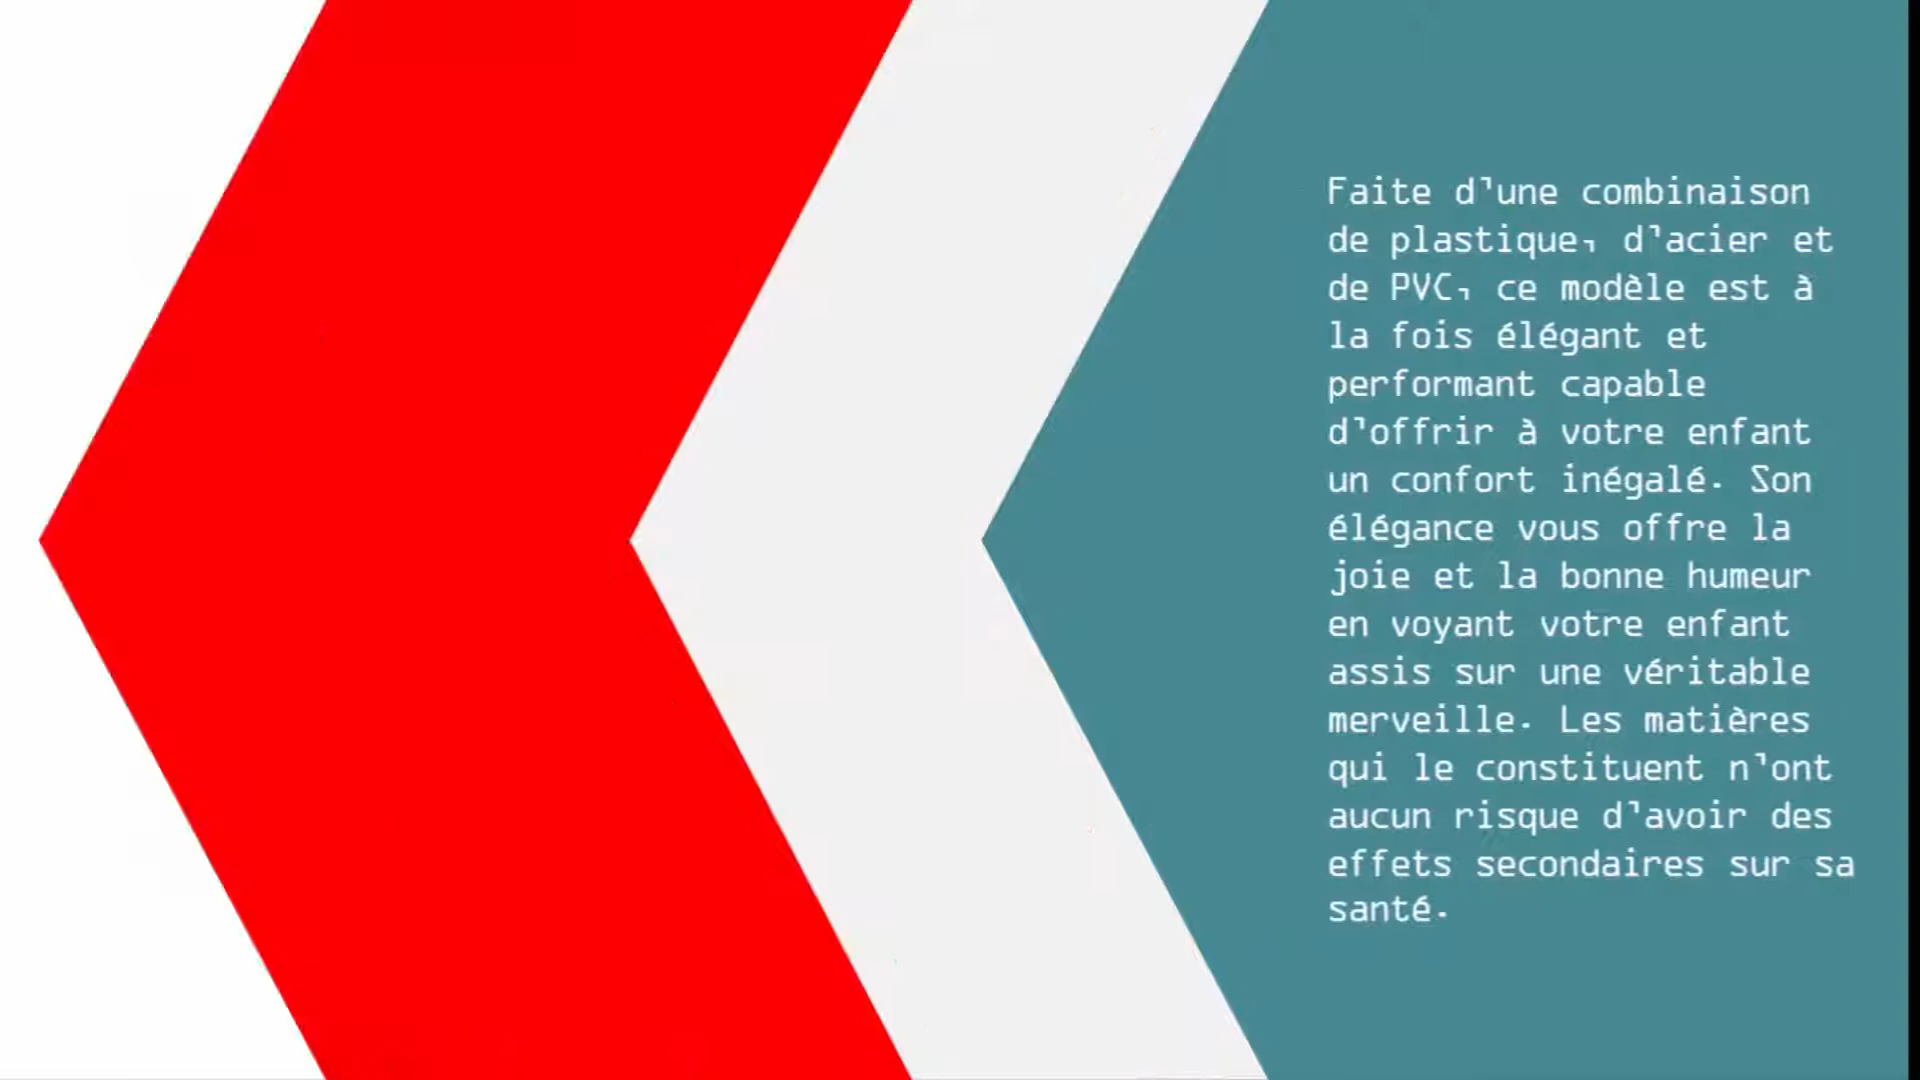 Faite d'une combinaison
de plastique, d'acier et
de PVC, ce modèle est à
la fois élégant et
performant capable
d'offrir à votre enfant
un confort inégalé. Son
élégance vous offre la
joie et la bonne humeur
en voyant votre enfant
assis sur une véritable
merveille. Les matières
qui le constituent n'ont
aucun risque d'avoir des
effets secondaires sur sa
santé.